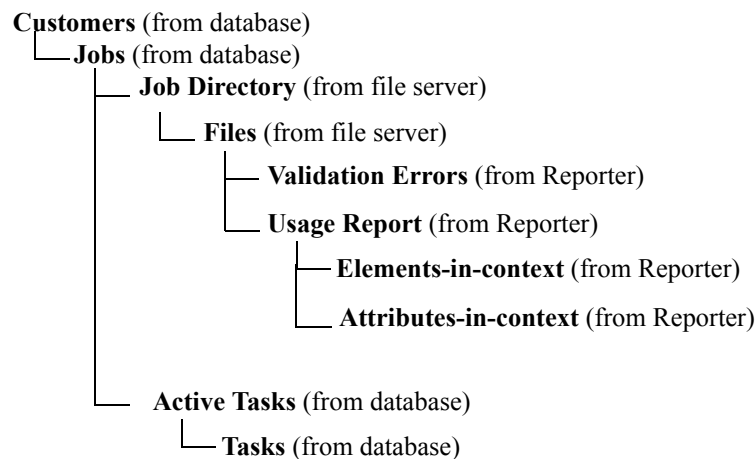 Customers (from database)
Jobs (from database)
Job Directory (from file server)
Files (from file server)
Validation Errors (from Reporter)
Usage Report (from Reporter)
Elements-in-context (from Reporter)
Attributes-in-context (from Reporter)
Active Tasks (from database)
Tasks (from database)